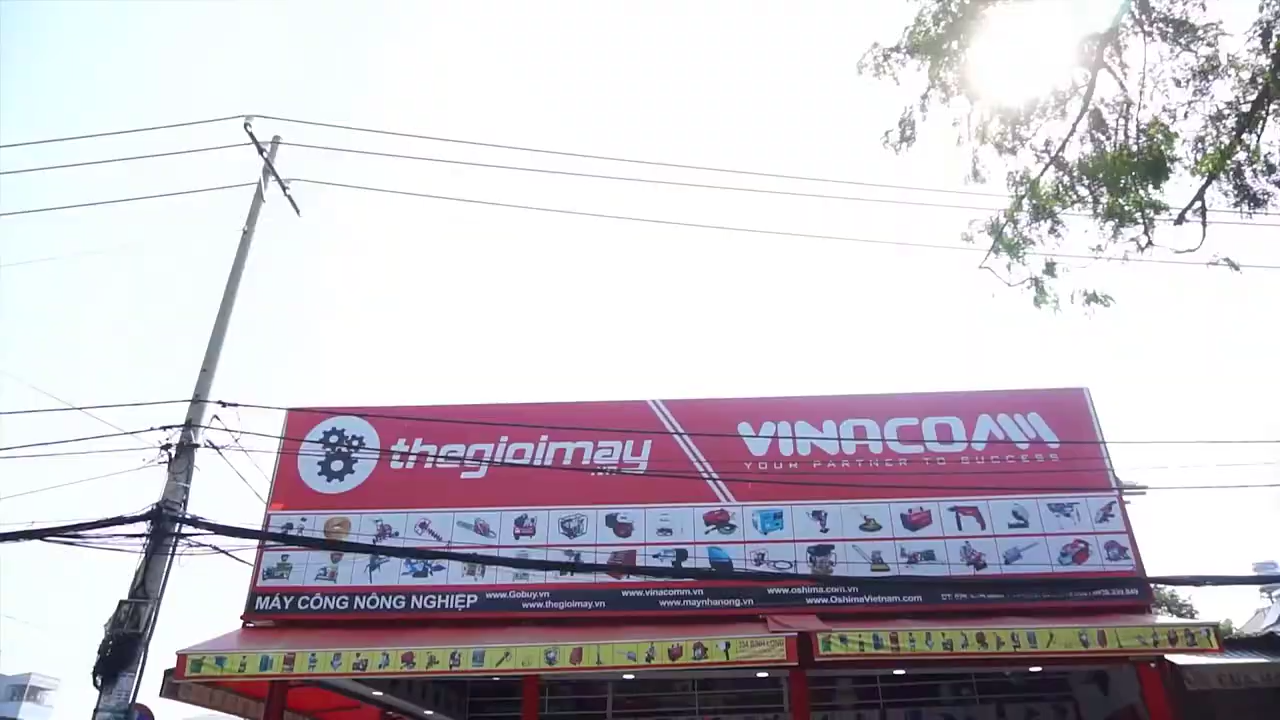 thegioimay
.vn
VINACOMM
YOUR PARTNER TO SUCCESS
MÁY CÔNG NÔNG NGHIỆP
www.Gobuy.vn
www.vinacomm.vn
www.oshima.com.vn
www.thegioimay.vn
www.maynhanong.vn
www.OshimaVietnam.com